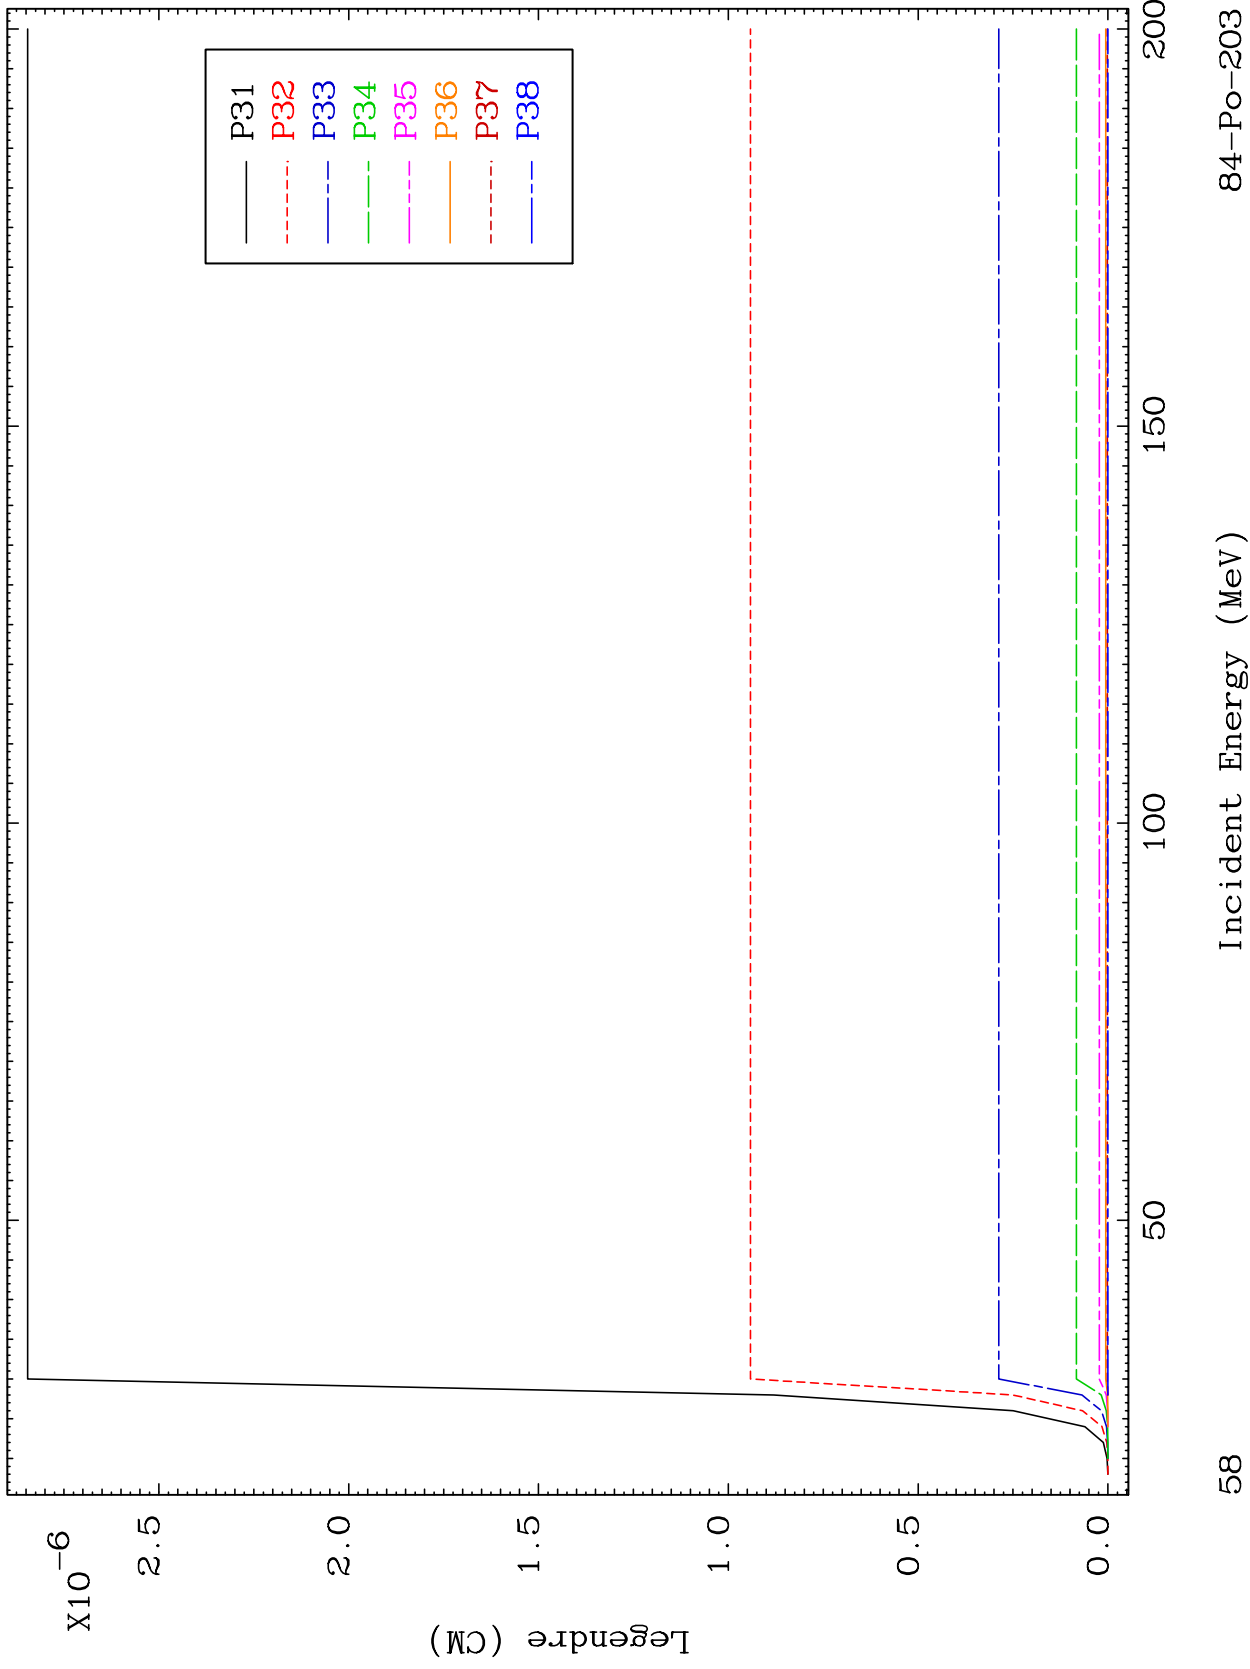 X10-6
2.5
2.0
1.5
1.0
0.5
0.0
Legendre (CM)
P31
P32
P33
P34
P35
P36
P37
P38
50
100
150
200
58
Incident Energy (MeV)
84-Po-203